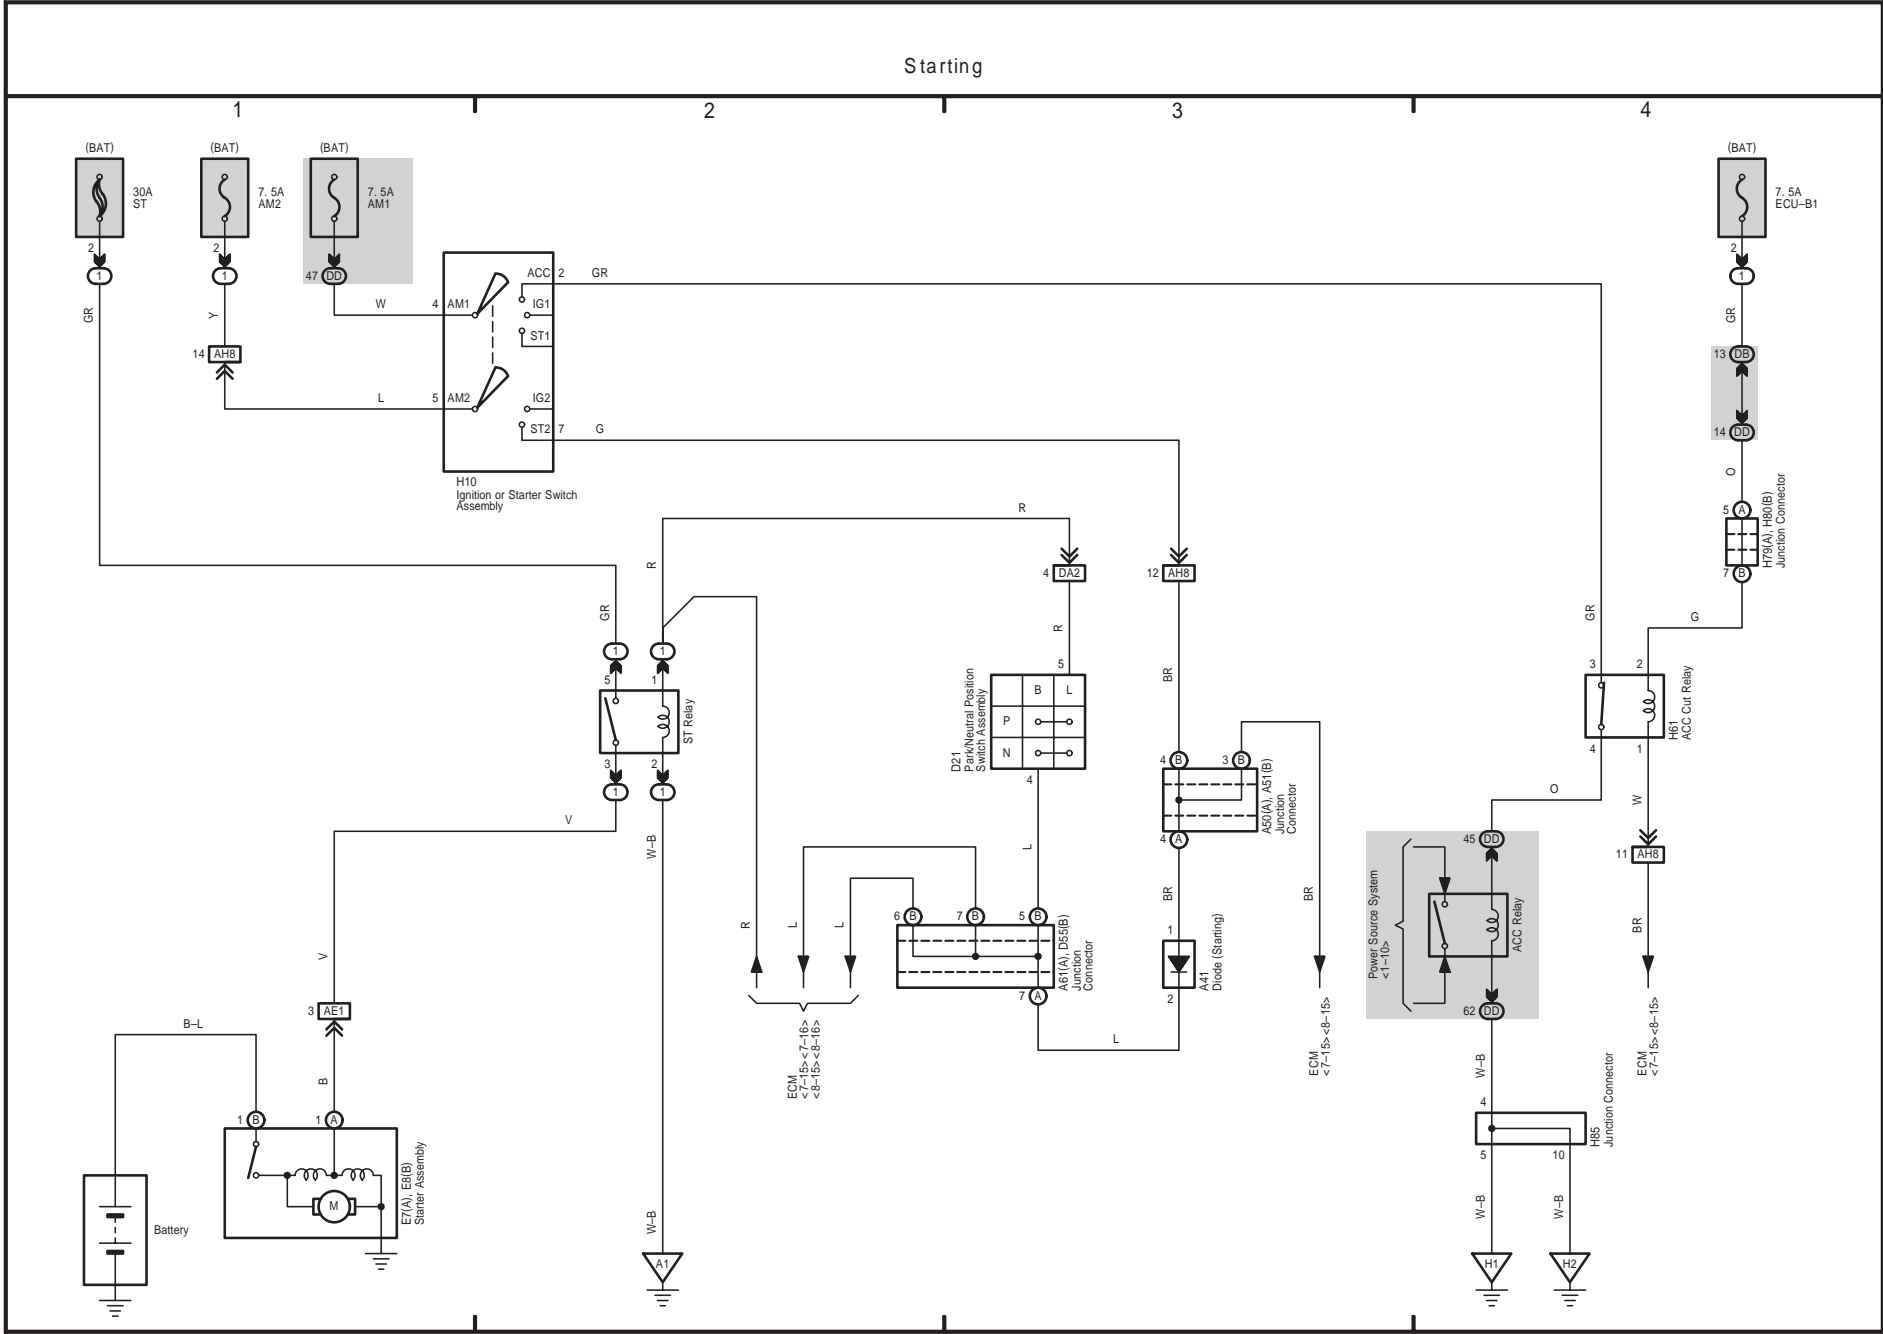 Starting
1
2
3
4
(BAT)
30A
ST
2
1
GR
(BAT)
7. 5A
AM2
2
1
Y
14 AH8
L
(BAT)
7. 5A
AM1
47 DD
W
4 AM1
5 AM2
ACC 2
IG1
ST1
IG2
ST2 7
H10
Ignition or Starter Switch
Assembly
GR
G
(BAT)
7. 5A
ECU–B1
2
1
GR
13 DB
14 DD
O
5 A
7 B
H79(A), H80(B)
Junction Connector
G
R
R
GR
1
1
5
1
ST Relay
3
2
1
1
V
W–B
4 DA2
R
5
B L
P
N
D21
Park/Neutral Position
Switch Assembly
4
L
12 AH8
BR
4 B
3 B
4 A
A50(A), A51(B)
Junction
Connector
BR
BR
GR
3
2
H61
ACC Cut Relay
4
1
O
W
11 AH8
BR
ECM
<7–15><8–15>
45 DD
Power Source System
<1–10>
ACC Relay
62 DD
W–B
4
H85
Junction Connector
5
10
W–B
W–B
H1
H2
R
L
L
ECM
<7–15><7–16>
<8–15><8–16>
6 B
7 B
5 B
A61(A), D55(B)
Junction
Connector
7 A
L
1
A41
Diode (Starting)
2
ECM
<7–15><8–15>
V
3 AE1
B
B–L
1 B
1 A
M
E7(A), E8(B)
Starter Assembly
Battery
W–B
A1